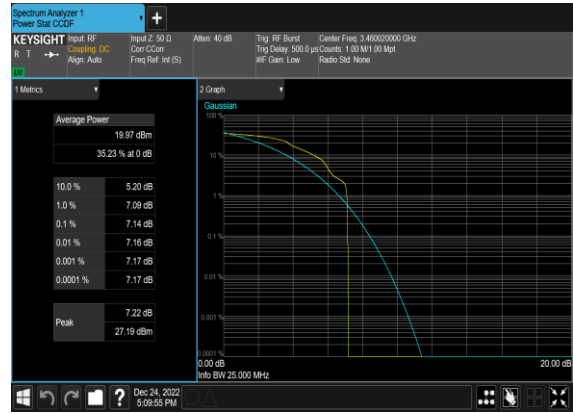 Spectrum Analyzer 1
Power Stat CCDF
KEYSIGHT
R T
LW
Input: RF
Coupling: DC
Align: Auto
Input Z: 50 Ω
Corr CCorr
Freq Ref: Int (S)
Atten: 40 dB
Trig: RF Burst
Trig Delay: 500.0 µs
#IF Gain: Low
Center Freq: 3.460020000 GHz
Counts: 1.00 M/1.00 Mpt
Radio Std: None
1 Metrics
Average Power
19.97 dBm
35.23 % at 0 dB
10.0 % 5.20 dB
1.0 % 7.09 dB
0.1 % 7.14 dB
0.01 % 7.16 dB
0.001 % 7.17 dB
0.0001 % 7.17 dB
Peak
7.22 dB
27.19 dBm
2 Graph
Gaussian
100 %
10 %
1 %
0.1 %
0.01 %
0.001 %
0.0001 %
0.00 dB
20.00 dB
Info BW 25.000 MHz
Dec 24, 2022
5:09:55 PM